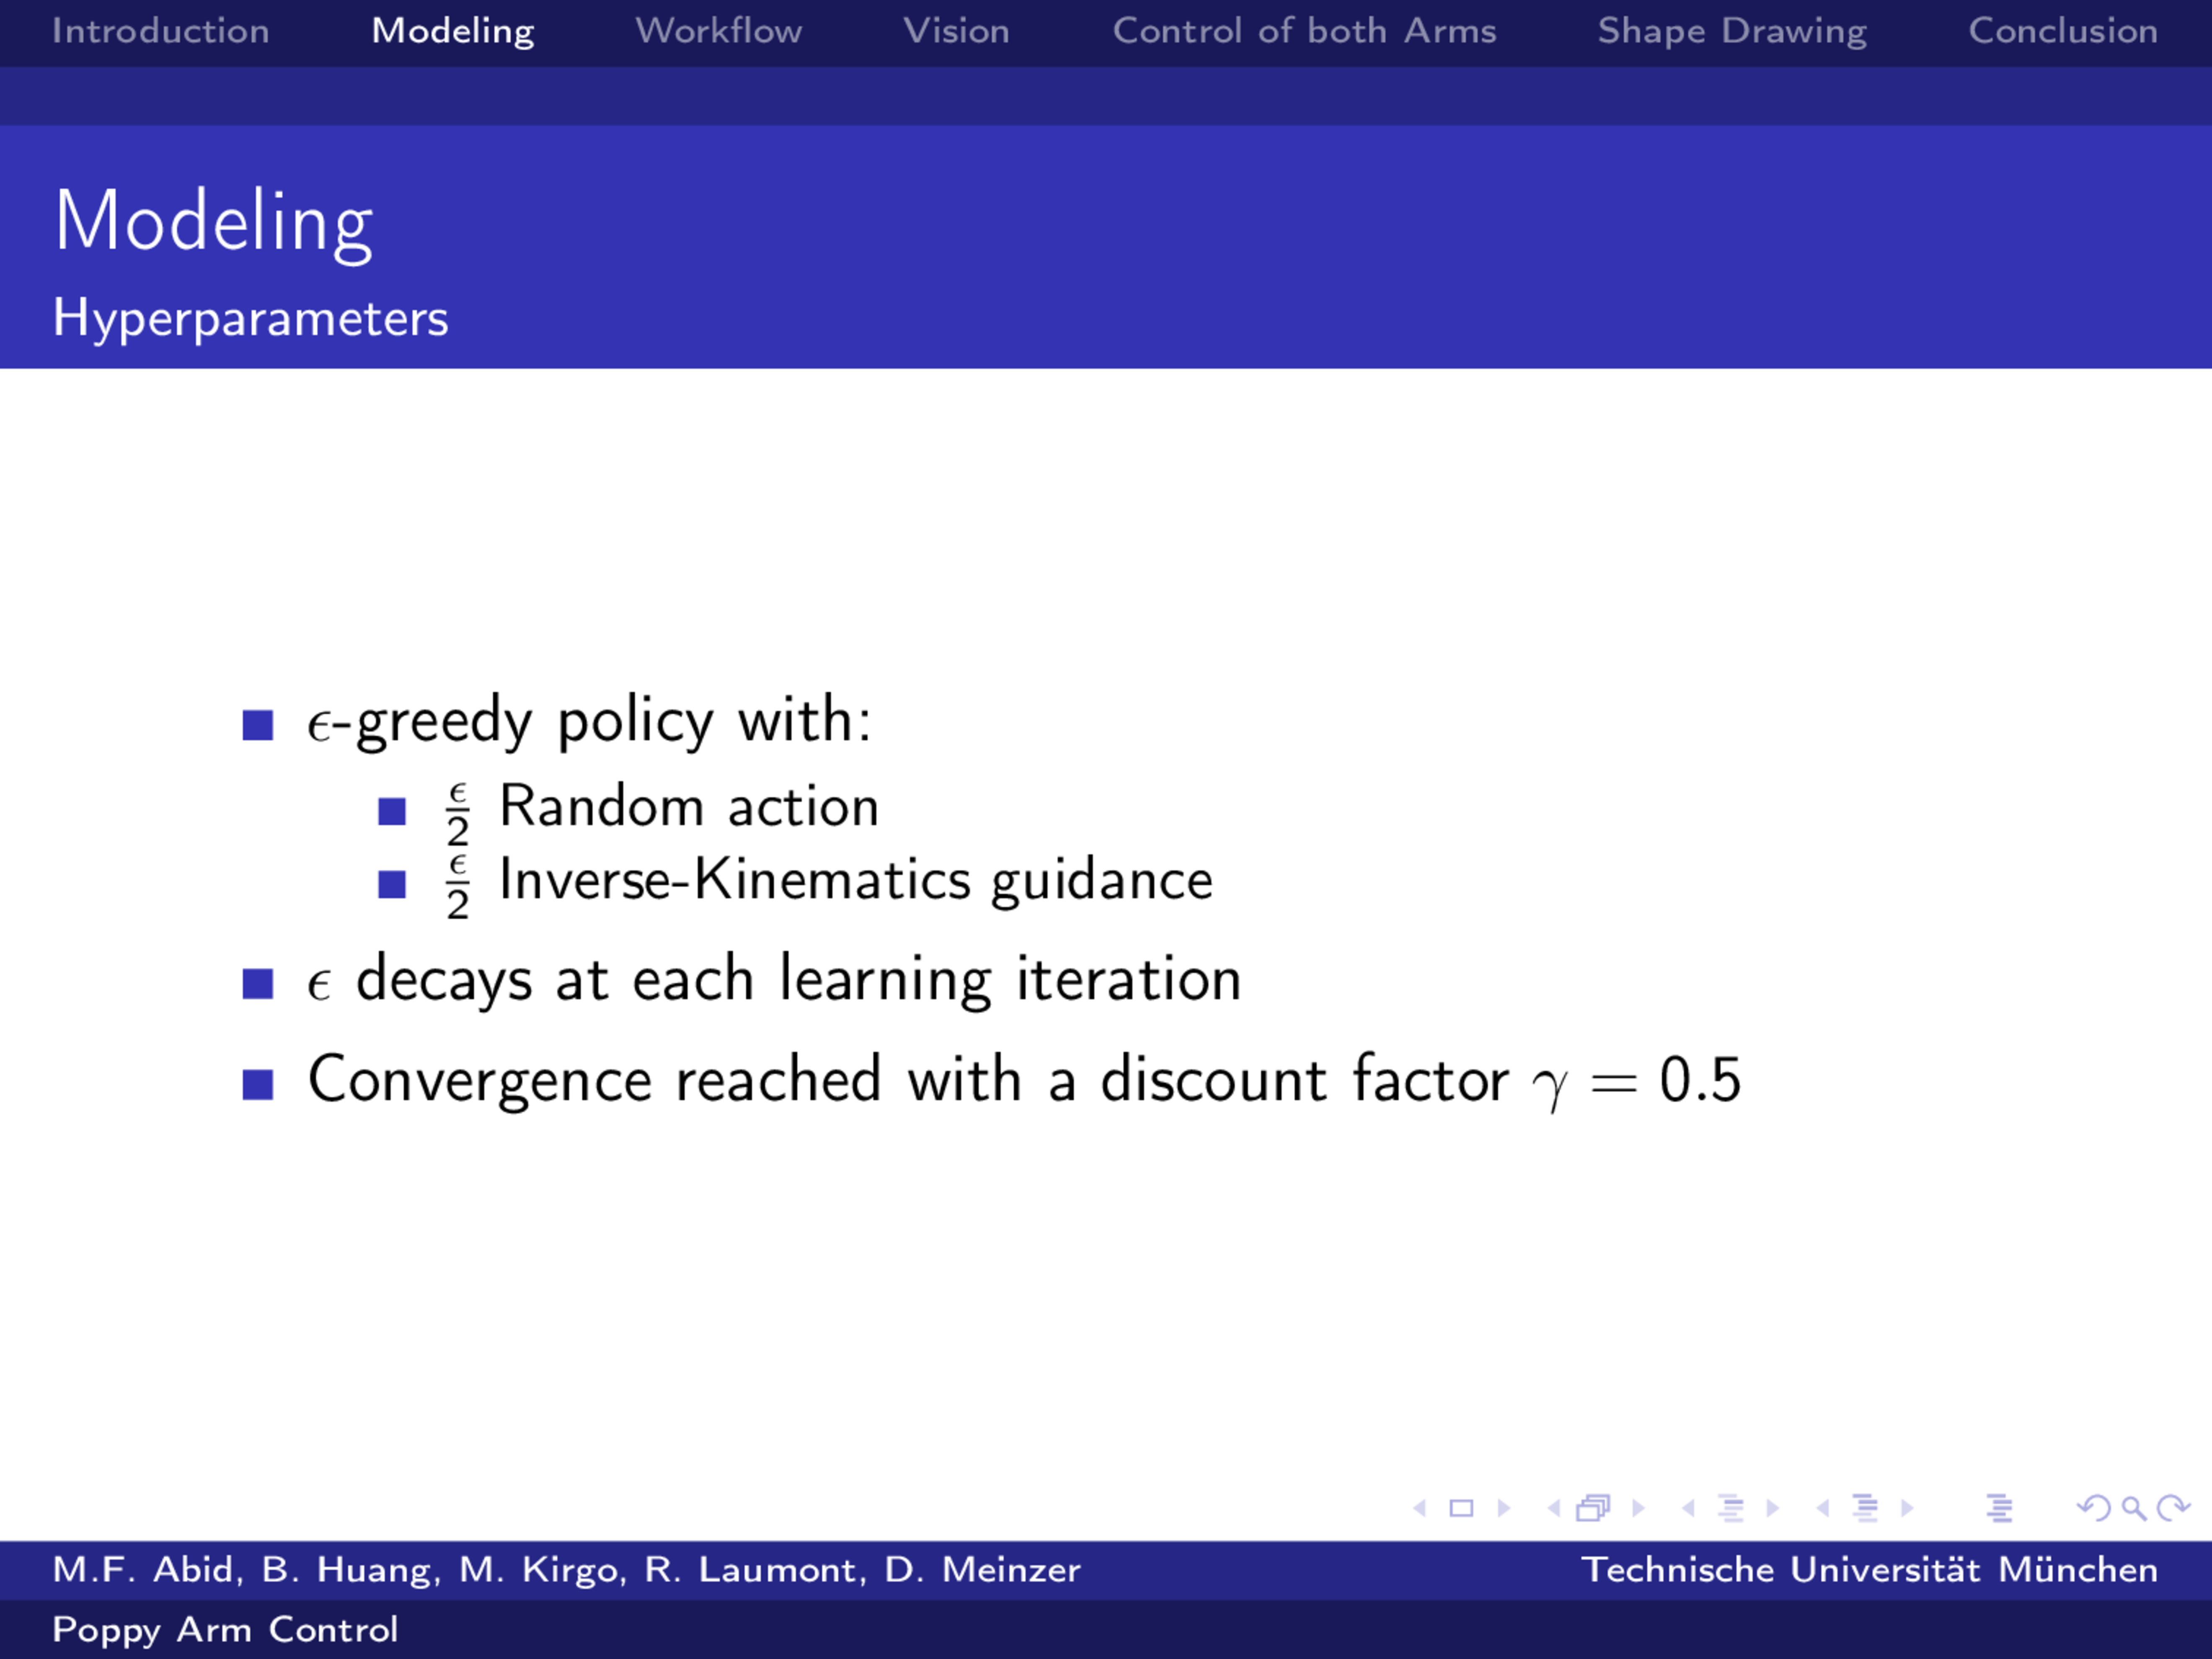 Introduction Modeling Workflow Vision Control of both Arms Shape Drawing Conclusion
Modeling
Hyperparameters
ϵ-greedy policy with:
ϵ/2 Random action
ϵ/2 Inverse-Kinematics guidance
ϵ decays at each learning iteration
Convergence reached with a discount factor γ = 0.5
M.F. Abid, B. Huang, M. Kirgo, R. Laumont, D. Meinzer Technische Universität München
Poppy Arm Control